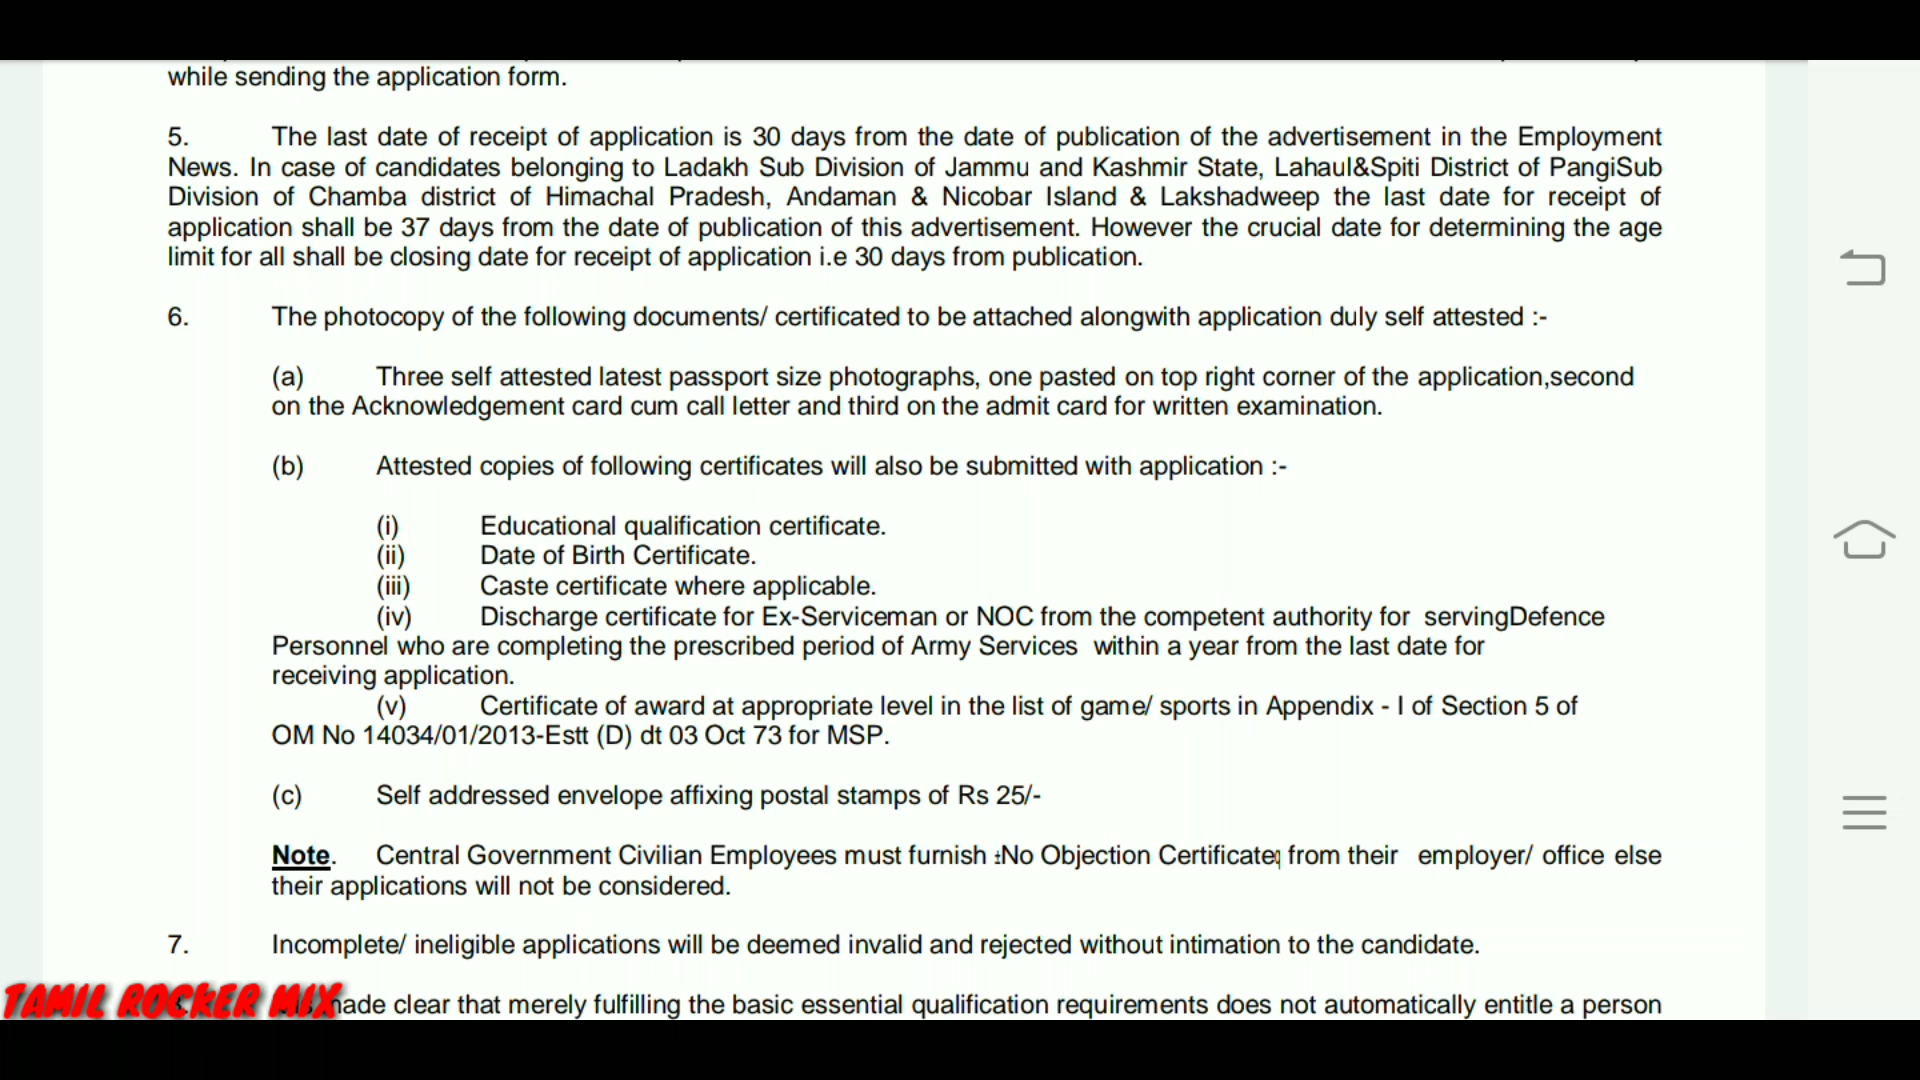 while sending the application form.
5. The last date of receipt of application is 30 days from the date of publication of the advertisement in the Employment
News. In case of candidates belonging to Ladakh Sub Division of Jammu and Kashmir State, Lahaul&Spiti District of PangiSub
Division of Chamba district of Himachal Pradesh, Andaman & Nicobar Island & Lakshadweep the last date for receipt of
application shall be 37 days from the date of publication of this advertisement. However the crucial date for determining the age
limit for all shall be closing date for receipt of application i.e 30 days from publication.
6. The photocopy of the following documents/ certificated to be attached alongwith application duly self attested :-
(a) Three self attested latest passport size photographs, one pasted on top right corner of the application,second
on the Acknowledgement card cum call letter and third on the admit card for written examination.
(b) Attested copies of following certificates will also be submitted with application :-
(i) Educational qualification certificate.
(ii) Date of Birth Certificate.
(iii) Caste certificate where applicable.
(iv) Discharge certificate for Ex-Serviceman or NOC from the competent authority for servingDefence
Personnel who are completing the prescribed period of Army Services within a year from the last date for
receiving application.
(v) Certificate of award at appropriate level in the list of game/ sports in Appendix - I of Section 5 of
OM No 14034/01/2013-Estt (D) dt 03 Oct 73 for MSP.
(c) Self addressed envelope affixing postal stamps of Rs 25/-
Note. Central Government Civilian Employees must furnish No Objection Certificate from their employer/ office else
their applications will not be considered.
7. Incomplete/ ineligible applications will be deemed invalid and rejected without intimation to the candidate.
TAMIL ROCKER MIX
clear that merely fulfilling the basic essential qualification requirements does not automatically entitle a person